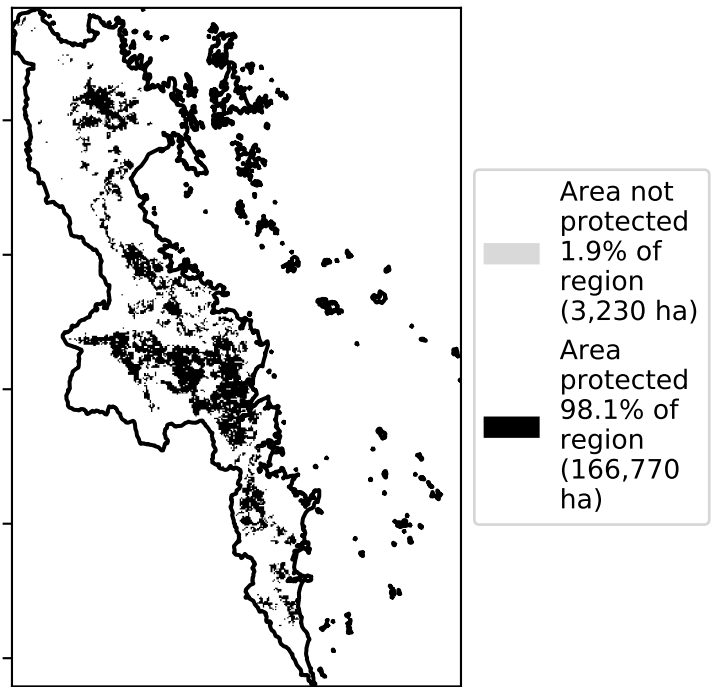 Area not
protected
1.9% of
region
(3,230 ha)
Area
protected
98.1% of
region
(166,770
ha)